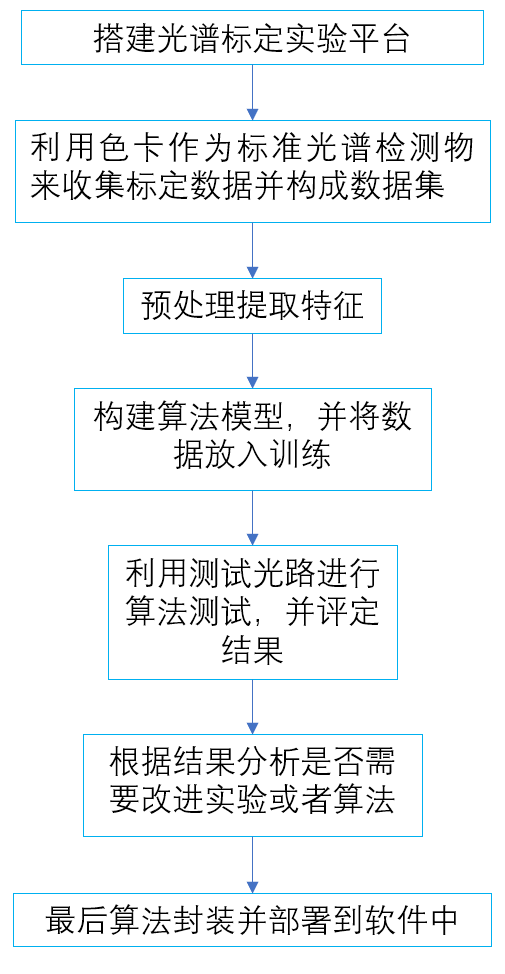 搭建光谱标定实验平台
利用色卡作为标准光谱检测物
来收集标定数据并构成数据集
预处理提取特征
构建算法模型，并将数
据放入训练
利用测试光路进行
算法测试，并评定
结果
根据结果分析是否需
要改进实验或者算法
最后算法封装并部署到软件中